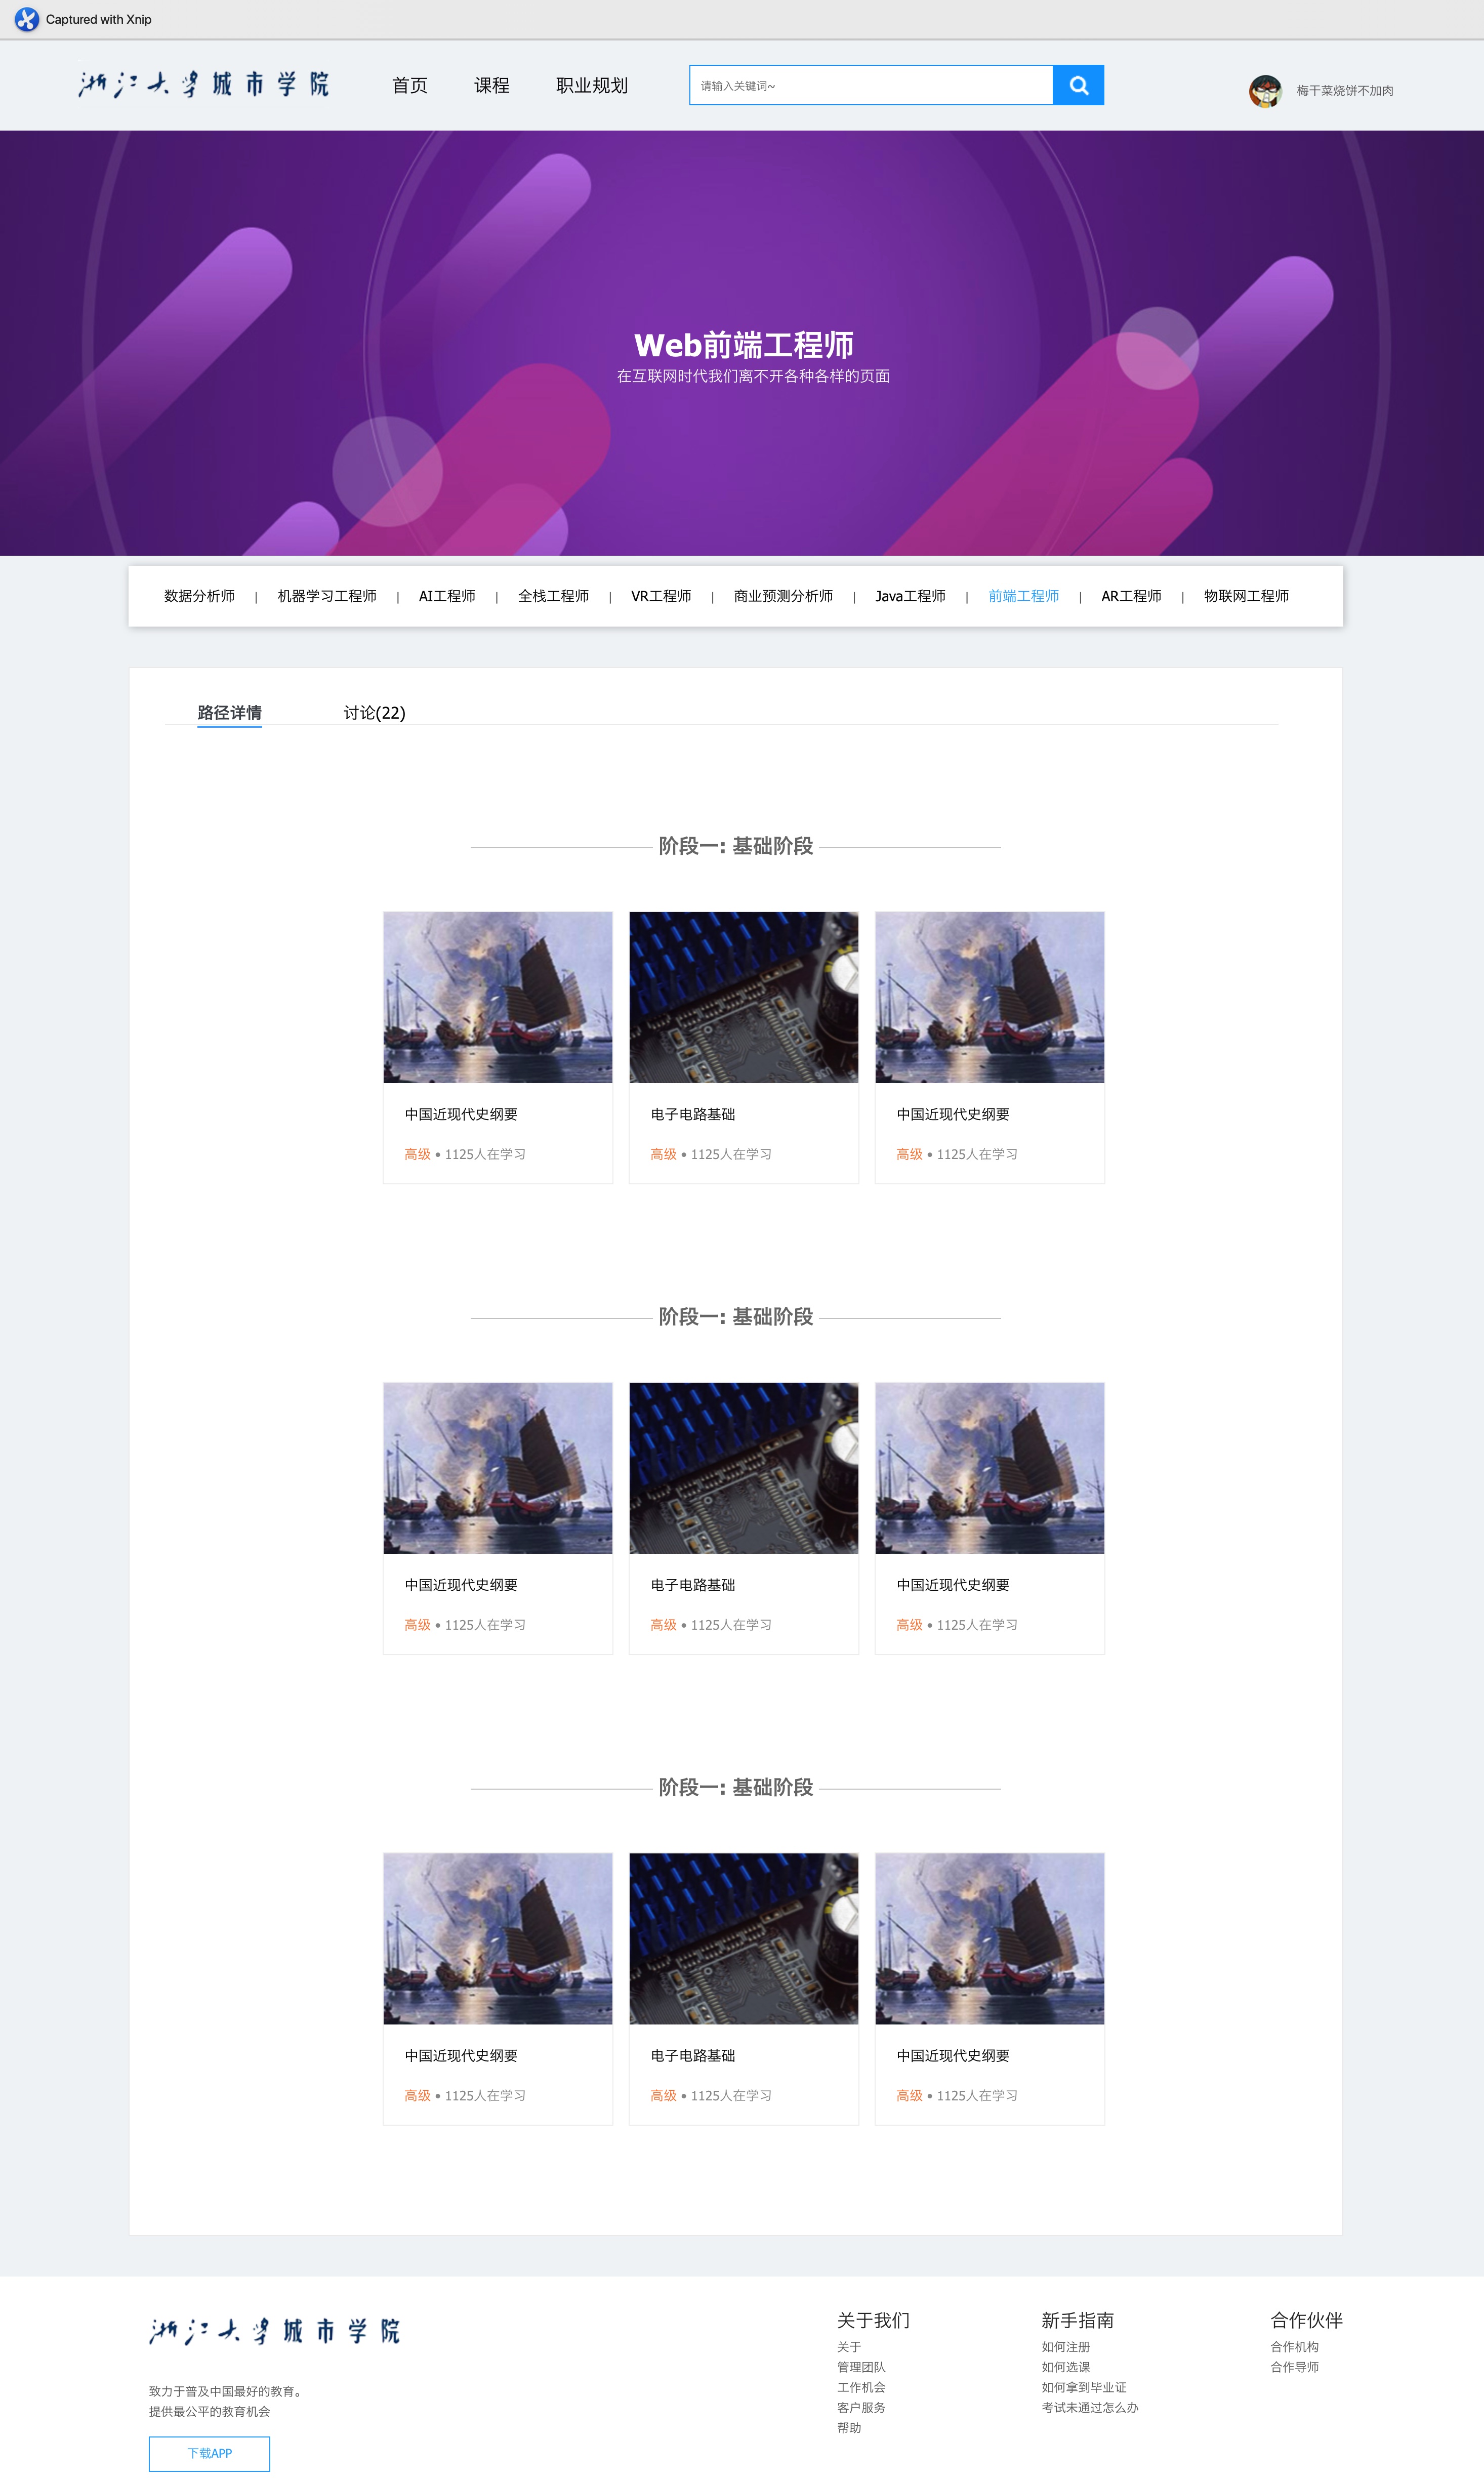 Captured with Xnip
浙江大学城市学院 首页 课程 职业规划 请输入关键词~ 梅干菜烧饼不加肉
Web前端工程师
在互联网时代我们离不开各种各样的页面
数据分析师 | 机器学习工程师 | AI工程师 | 全栈工程师 | VR工程师 | 商业预测分析师 | Java工程师 | 前端工程师 | AR工程师 | 物联网工程师
路径详情 讨论(22)
阶段一: 基础阶段
中国近现代史纲要 电子电路基础 中国近现代史纲要
高级 • 1125人在学习 高级 • 1125人在学习 高级 • 1125人在学习
阶段一: 基础阶段
中国近现代史纲要 电子电路基础 中国近现代史纲要
高级 • 1125人在学习 高级 • 1125人在学习 高级 • 1125人在学习
阶段一: 基础阶段
中国近现代史纲要 电子电路基础 中国近现代史纲要
高级 • 1125人在学习 高级 • 1125人在学习 高级 • 1125人在学习
浙江大学城市学院
致力于普及中国最好的教育。
提供最公平的教育机会
下载APP
关于我们
关于
管理团队
工作机会
客户服务
帮助
新手指南
如何注册
如何选课
如何拿到毕业证
考试未通过怎么办
合作伙伴
合作机构
合作导师